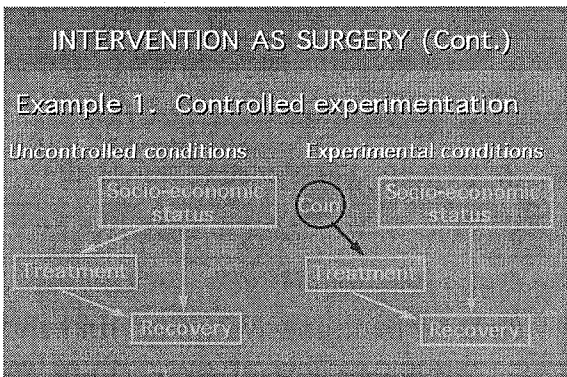 INTERVENTION AS SURGERY (Cont.)
Example 1. Controlled experimentation
Uncontrolled conditions
Socio-economic
status
Treatment
Recovery
Experimental conditions
Coin
Socio-economic
status
Treatment
Recovery